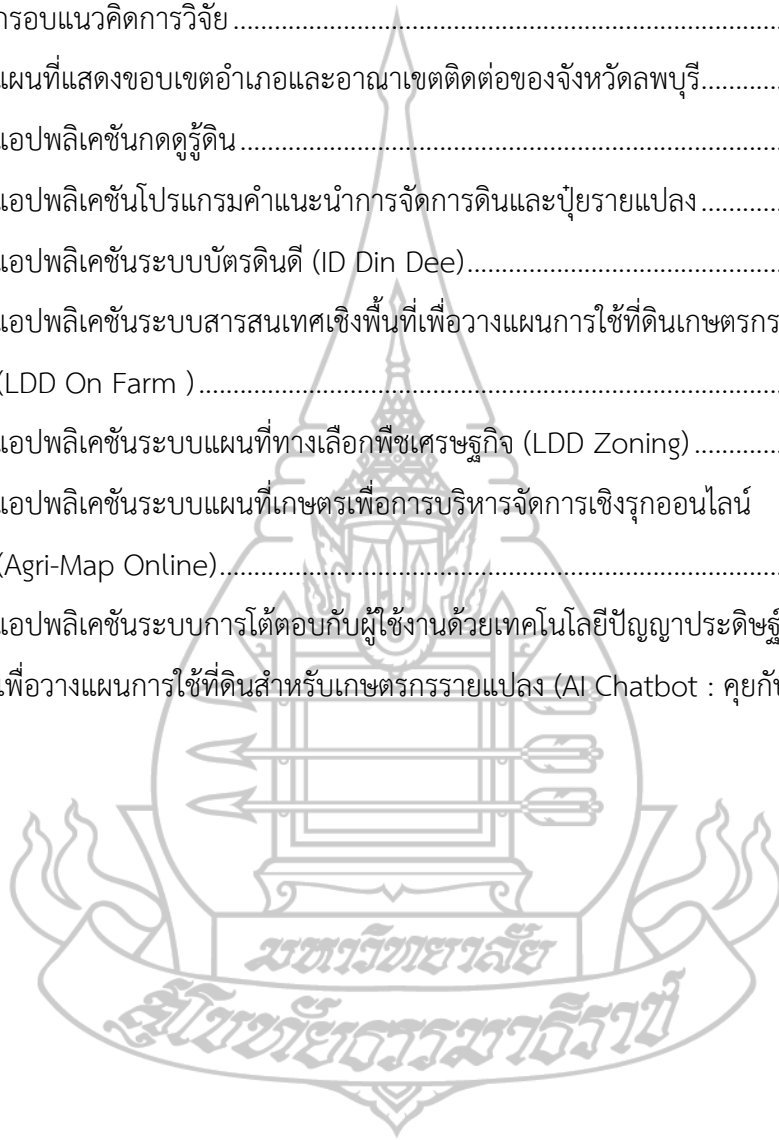 กรอบแนวคิดการวิจัย
แผนที่แสดงขอบเขตอำเภอและอาณาเขตติดต่อของจังหวัดลพบุรี
แอปพลิเคชันกดดูรู้ดิน
แอปพลิเคชันโปรแกรมคำแนะนำการจัดการดินและปุ๋ยรายแปลง
แอปพลิเคชันระบบบัตรดินดี (ID Din Dee)
แอปพลิเคชันระบบสารสนเทศเชิงพื้นที่เพื่อวางแผนการใช้ที่ดินเกษตรกร
(LDD On Farm )
แอปพลิเคชันระบบแผนที่ทางเลือกพืชเศรษฐกิจ (LDD Zoning)
แอปพลิเคชันระบบแผนที่เกษตรเพื่อการบริหารจัดการเชิงรุกออนไลน์
(Agri-Map Online)
แอปพลิเคชันระบบการโต้ตอบกับผู้ใช้งานด้วยเทคโนโลยีปัญญาประดิษฐ์
เพื่อวางแผนการใช้ที่ดินสำหรับเกษตรกรรายแปลง (AI Chatbot : คุยกับ
มหาวิทยาลัย
สุโขทัยธรรมาธิราช